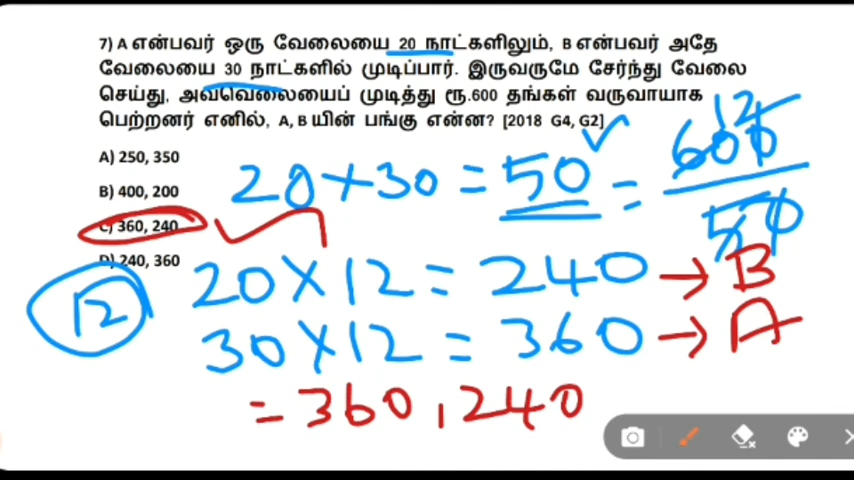 7) A என்பவர் ஒரு வேலையை 20 நாட்களிலும், B என்பவர் அதே
வேலையை 30 நாட்களில் முடிப்பார். இருவருமே சேர்ந்து வேலை
செய்து, அவ்வெலையைப் முடித்து ரூ.600 தங்கள் வருவாயாக
பெற்றனர் எனில், A, B யின் பங்கு என்ன? [2018 G4, G2]
A) 250, 350
B) 400, 200
C) 360, 240
D) 240, 360
20 + 30 = 50 = 600/50
12
12
20 × 12 = 240 → B
30 × 12 = 360 → A
= 360, 240